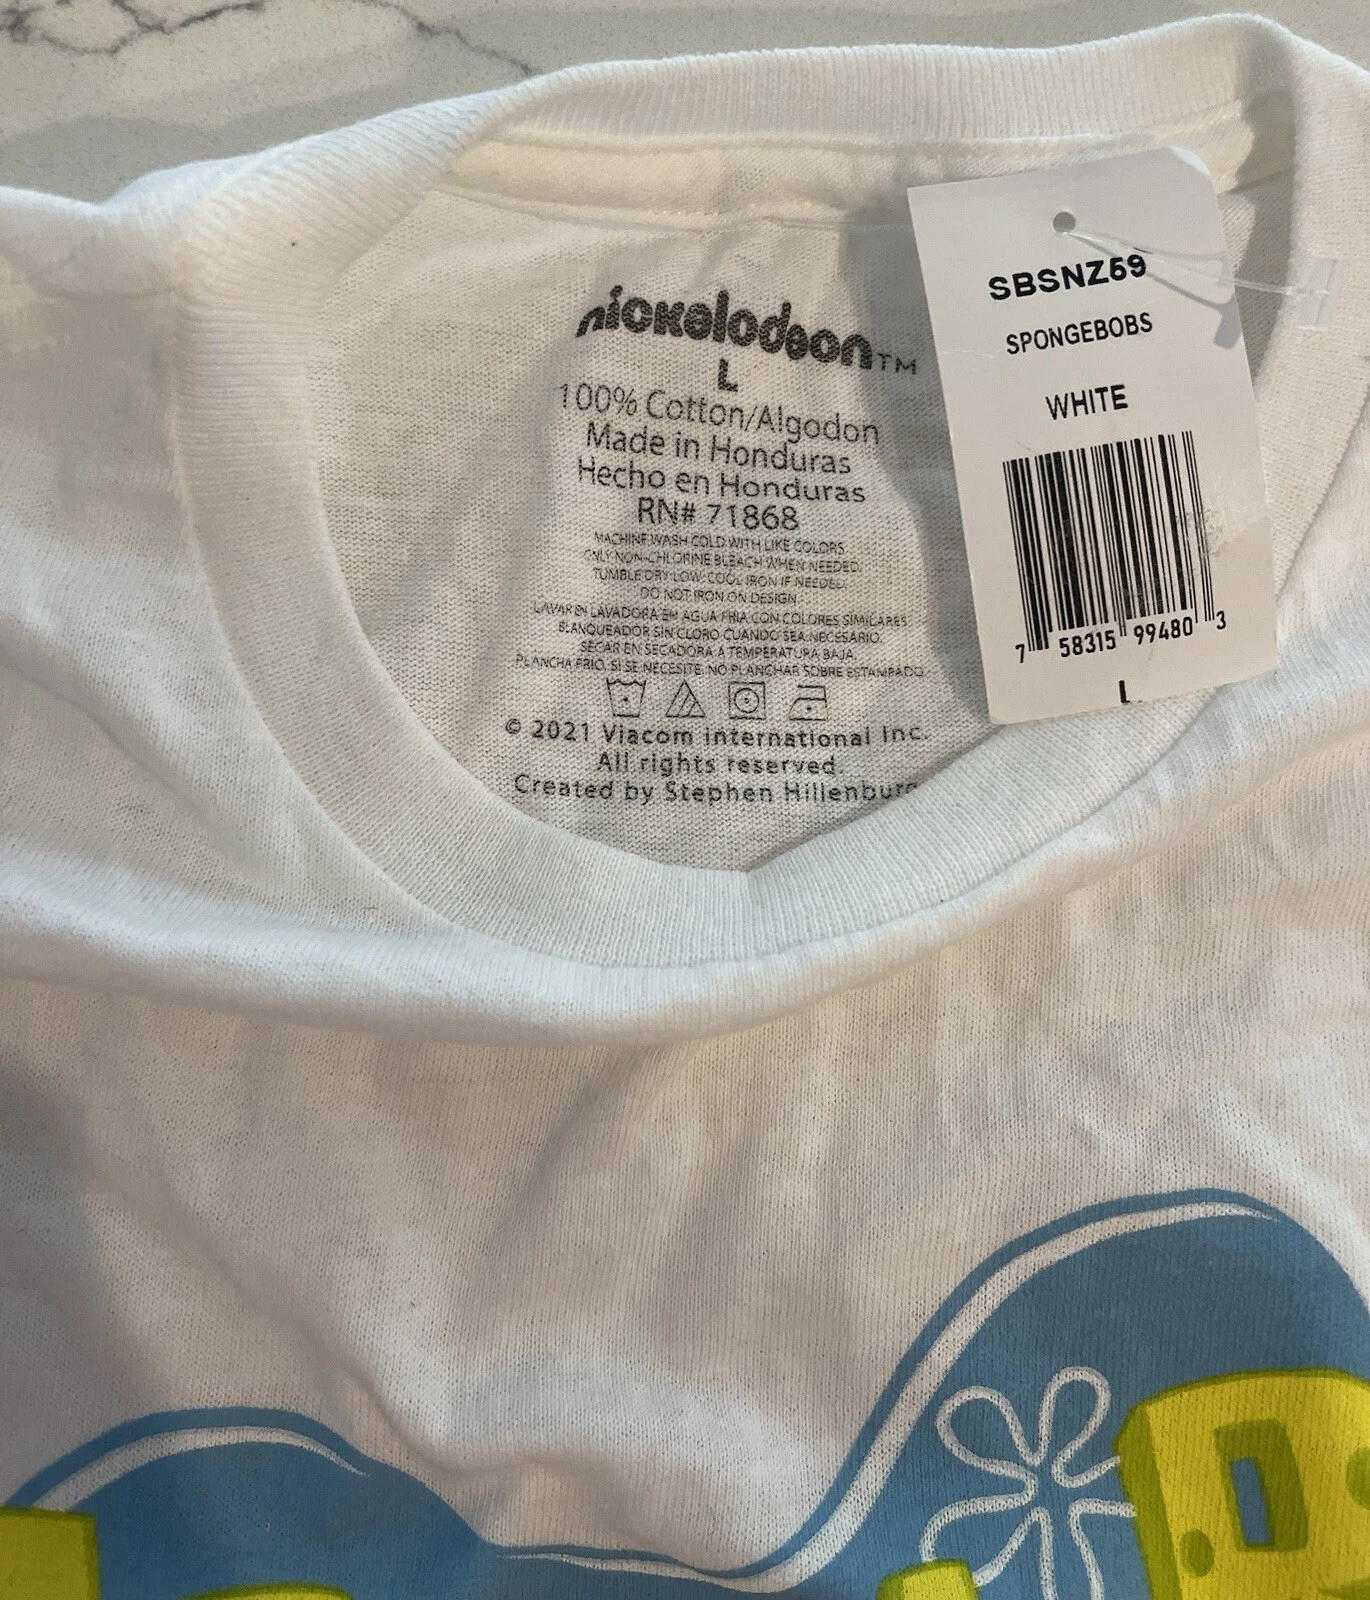 nickelodeon™
L
100% Cotton/Algodon
Made in Honduras
Hecho en Honduras
RN# 71868
MACHINE WASH COLD WITH LIKE COLORS.
ONLY NON-CHLORINE BLEACH WHEN NEEDED.
TUMBLE DRY LOW. COOL IRON IF NEEDED.
DO NOT IRON ON DESIGN.
LAVAR EN LAVADORA EN AGUA FRIA CON COLORES SIMILARES.
BLANQUEADOR SIN CLORO CUANDO SEA NECESARIO.
SECAR EN SECADORA A TEMPERATURA BAJA.
PLANCHA FRIO, SI SE NECESITE. NO PLANCHAR SOBRE ESTAMPADO
© 2021 Viacom International Inc.
All rights reserved.
Created by Stephen Hillenburg
SBSNZ59
SPONGEBOBS
WHITE
7 58315 99480 3
L